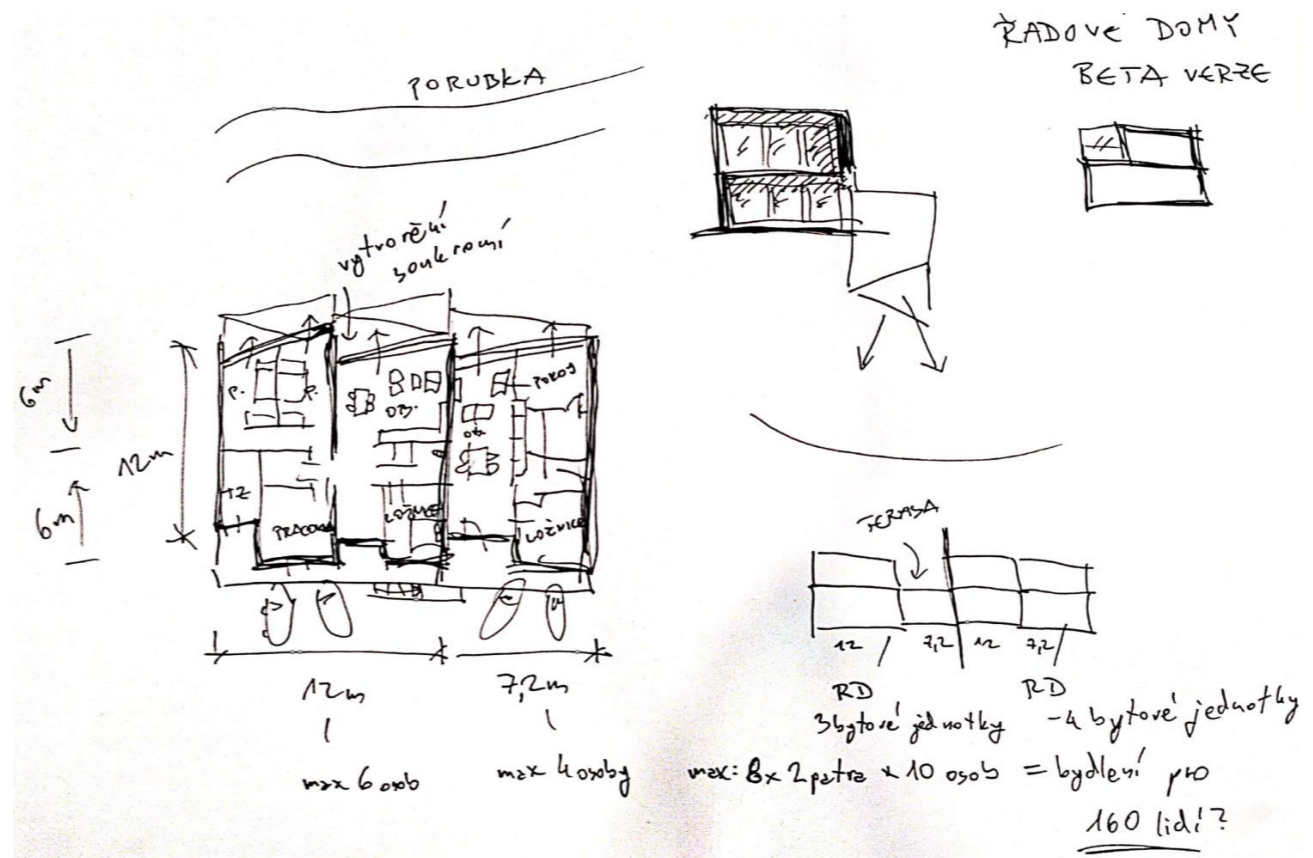 ŘADOVÉ DOMY
BETA VERZE
PORUBKA
vytvoření
soukromí
6m
12m
6m
P.
P.
OB.
OB.
POKOJ
TZ
PRACOVNA
LOŽNICE
LOŽNICE
12m
7,2m
max 6 osob
max 4 osoby
TERASA
12
7,2
12
7,2
RD
3 bytové jednotky
RD
-4 bytové jednotky
max: 8x 2 patra x 10 osob = bydlení pro
160 lidí?